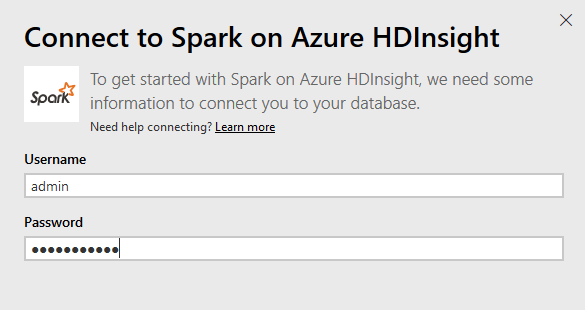 Connect to Spark on Azure HDInsight
Spark
To get started with Spark on Azure HDInsight, we need some
information to connect you to your database.
Need help connecting? Learn more
Username
admin
Password
●●●●●●●●●●●